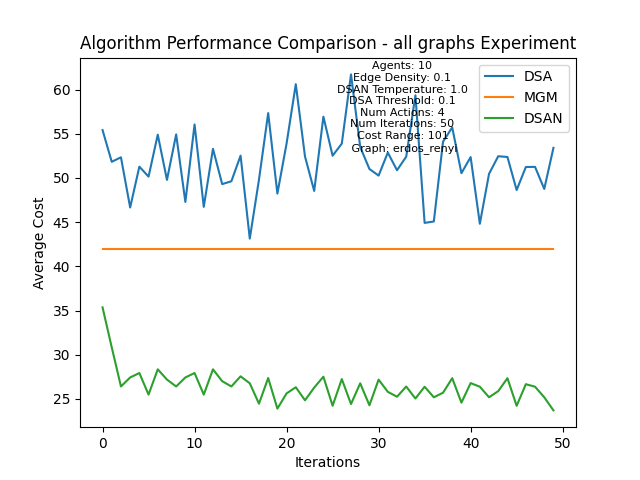 Algorithm Performance Comparison - all graphs Experiment
Agents: 10
Edge Density: 0.1
DSAN Temperature: 1.0
DSA Threshold: 0.1
Num Actions: 4
Num Iterations: 50
Cost Range: 101
Graph: erdos_renyi
DSA
MGM
DSAN
Average Cost
60
55
50
45
40
35
30
25
0 10 20 30 40 50
Iterations